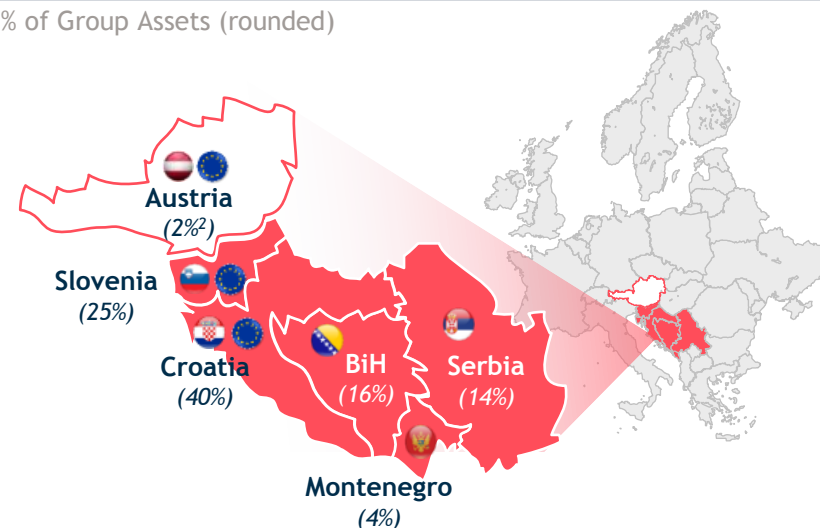 % of Group Assets (rounded)
Austria
(2%²)
Slovenia
(25%)
Croatia
(40%)
BiH
(16%)
Serbia
(14%)
Montenegro
(4%)